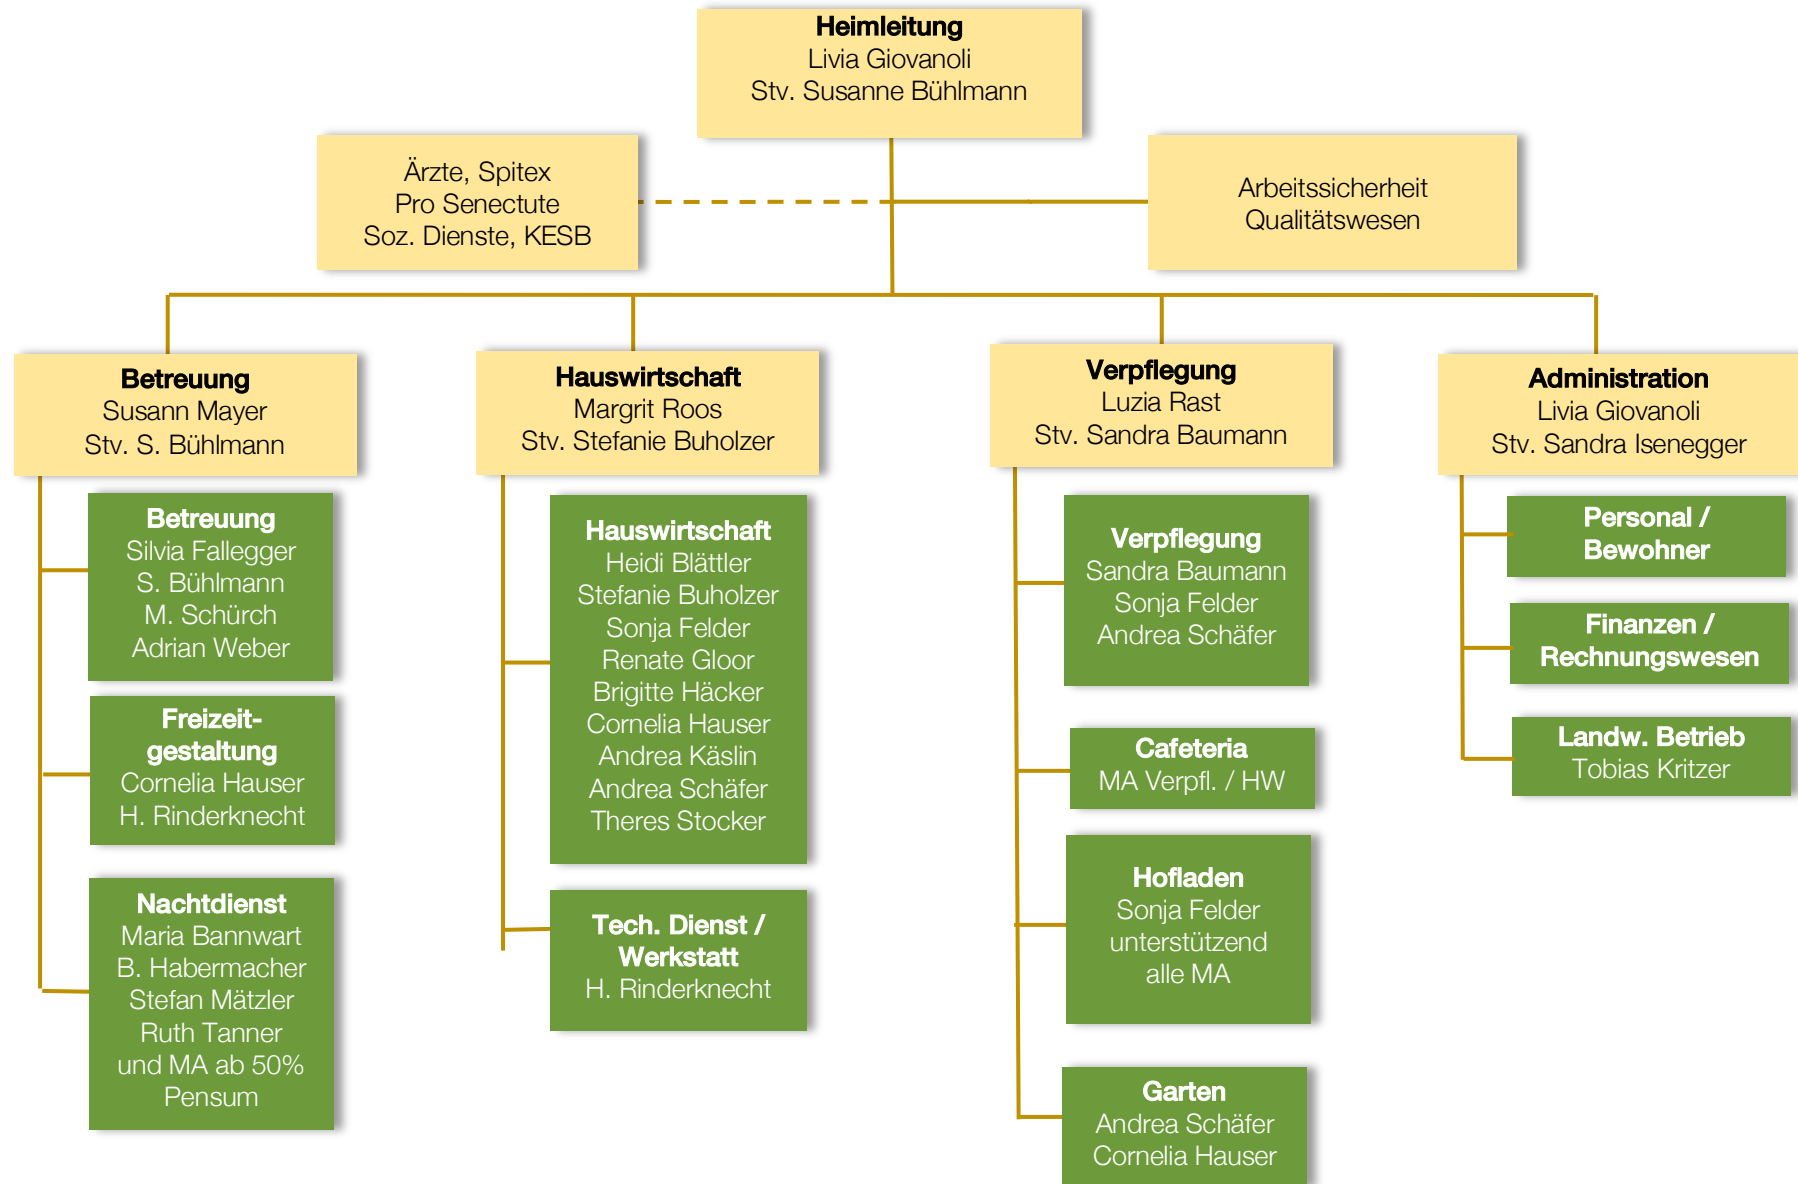 Heimleitung
Livia Giovanoli
Stv. Susanne Bühlmann
Ärzte, Spitex
Pro Senectute
Soz. Dienste, KESB
Arbeitssicherheit
Qualitätswesen
Betreuung
Susann Mayer
Stv. S. Bühlmann
Hauswirtschaft
Margrit Roos
Stv. Stefanie Buholzer
Verpflegung
Luzia Rast
Stv. Sandra Baumann
Administration
Livia Giovanoli
Stv. Sandra Isenegger
Betreuung
Silvia Fallegger
S. Bühlmann
M. Schürch
Adrian Weber
Freizeit-
gestaltung
Cornelia Hauser
H. Rinderknecht
Nachtdienst
Maria Bannwart
B. Habermacher
Stefan Mätzler
Ruth Tanner
und MA ab 50%
Pensum
Hauswirtschaft
Heidi Blättler
Stefanie Buholzer
Sonja Felder
Renate Gloor
Brigitte Häcker
Cornelia Hauser
Andrea Käslin
Andrea Schäfer
Theres Stocker
Tech. Dienst /
Werkstatt
H. Rinderknecht
Verpflegung
Sandra Baumann
Sonja Felder
Andrea Schäfer
Cafeteria
MA Verpfl. / HW
Hofladen
Sonja Felder
unterstützend
alle MA
Garten
Andrea Schäfer
Cornelia Hauser
Personal /
Bewohner
Finanzen /
Rechnungswesen
Landw. Betrieb
Tobias Kritzer